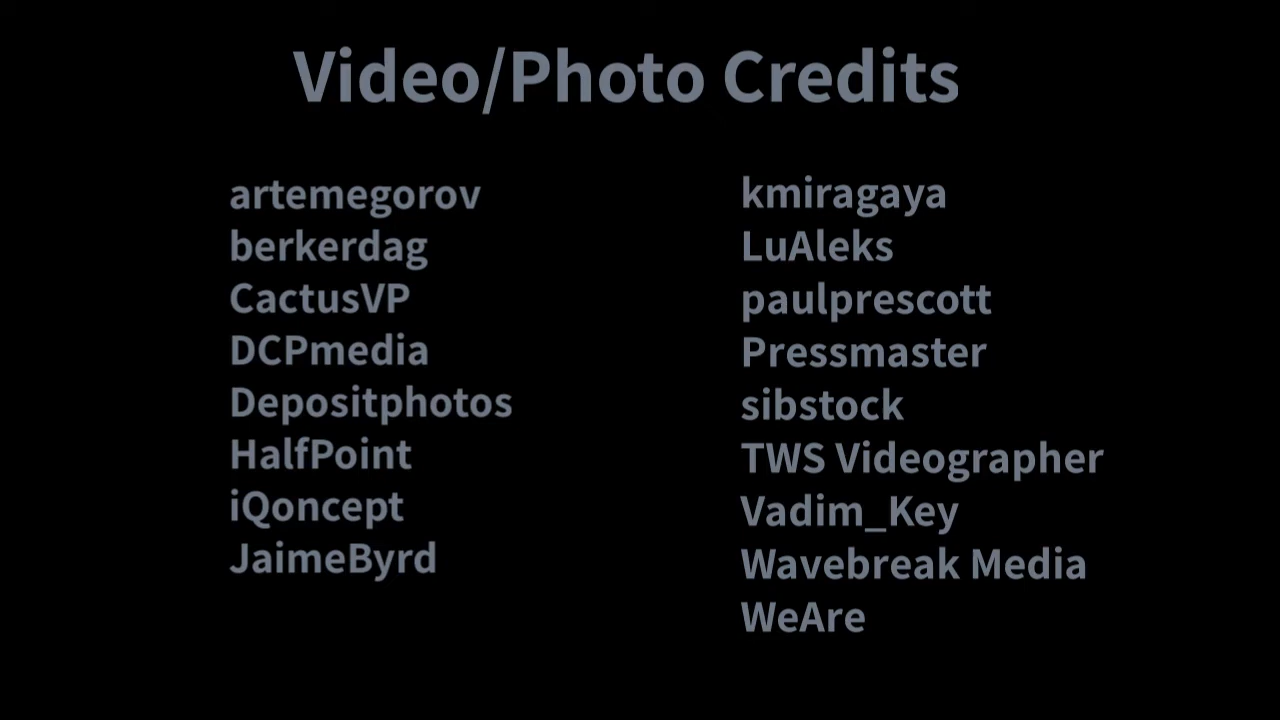 Video/Photo Credits
artemegorov
berkerdag
CactusVP
DCPmedia
Depositphotos
HalfPoint
iQoncept
JaimeByrd
kmiragaya
LuAleks
paulprescott
Pressmaster
sibstock
TWS Videographer
Vadim_Key
Wavebreak Media
WeAre